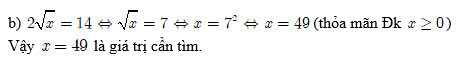 b) 2√x = 14 ⇔ √x = 7 ⇔ x = 7² ⇔ x = 49 (thỏa mãn Đk x ≥ 0)
Vậy x = 49 là giá trị cần tìm.